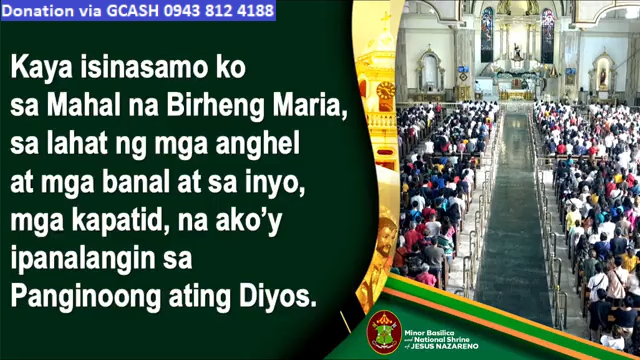 Donation via GCASH 0943 812 4188
Kaya isinasamo ko
sa Mahal na Birheng Maria,
sa lahat ng mga anghel
at mga banal at sa inyo,
mga kapatid, na ako’y
ipanalangin sa
Panginoong ating Diyos.
Minor Basilica
and National Shrine
of JESUS NAZARENO